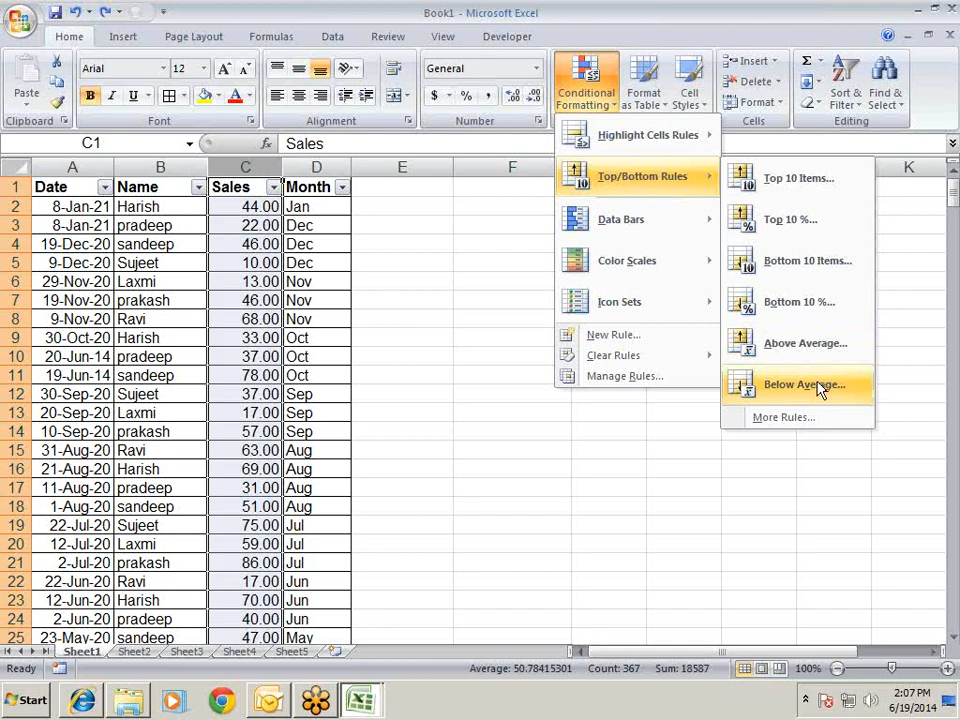 Book1 - Microsoft Excel
Home Insert Page Layout Formulas Data Review View Developer
Paste
Arial 12
General
Conditional Formatting
Format as Table
Cell Styles
Insert
Delete
Format
Sort & Filter
Find & Select
B I U
A A
$ % ,
Clipboard Font Alignment Number Cells Editing
C1 fx Sales
Highlight Cells Rules
Top/Bottom Rules
Data Bars
Color Scales
Icon Sets
New Rule...
Clear Rules
Manage Rules...
Top 10 Items...
Top 10 %...
Bottom 10 Items...
Bottom 10 %...
Above Average...
Below Average...
More Rules...
A B C D E F K
1 Date Name Sales Month
2 8-Jan-21 Harish 44.00 Jan
3 8-Jan-21 pradeep 22.00 Dec
4 19-Dec-20 sandeep 46.00 Dec
5 9-Dec-20 Sujeet 10.00 Dec
6 29-Nov-20 Laxmi 13.00 Nov
7 19-Nov-20 prakash 46.00 Nov
8 9-Nov-20 Ravi 68.00 Nov
9 30-Oct-20 Harish 33.00 Oct
10 20-Jun-14 pradeep 37.00 Oct
11 19-Jun-14 sandeep 78.00 Oct
12 30-Sep-20 Sujeet 37.00 Sep
13 20-Sep-20 Laxmi 17.00 Sep
14 10-Sep-20 prakash 57.00 Sep
15 31-Aug-20 Ravi 63.00 Aug
16 21-Aug-20 Harish 69.00 Aug
17 11-Aug-20 pradeep 31.00 Aug
18 1-Aug-20 sandeep 51.00 Aug
19 22-Jul-20 Sujeet 75.00 Jul
20 12-Jul-20 Laxmi 59.00 Jul
21 2-Jul-20 prakash 86.00 Jul
22 22-Jun-20 Ravi 17.00 Jun
23 12-Jun-20 Harish 70.00 Jun
24 2-Jun-20 pradeep 40.00 Jun
25 23-May-20 sandeep 47.00 May
Sheet1 Sheet2 Sheet3 Sheet4 Sheet5
Ready Average: 50.78415301 Count: 367 Sum: 18587 100%
Start
2:07 PM
6/19/2014